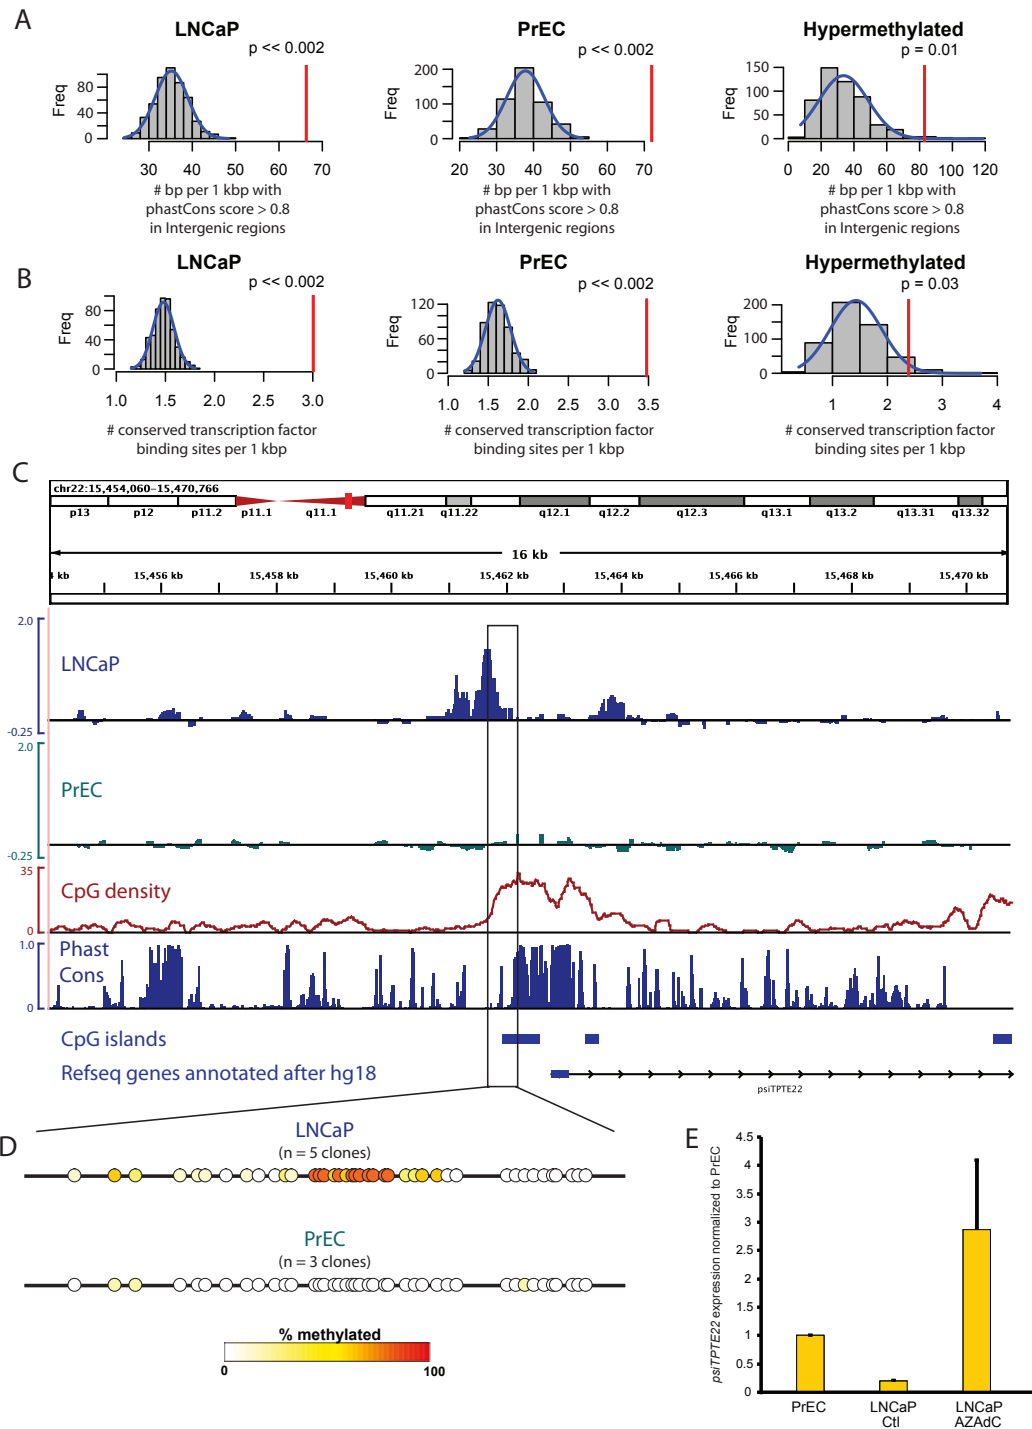 A
LNCaP
p << 0.002
Freq
80
40
0
30 40 50 60 70
# bp per 1 kbp with
phastCons score > 0.8
in Intergenic regions
PrEC
p << 0.002
Freq
200
100
0
20 30 40 50 60 70
# bp per 1 kbp with
phastCons score > 0.8
in Intergenic regions
Hypermethylated
p = 0.01
Freq
150
100
50
0
0 20 40 60 80 100 120
# bp per 1 kbp with
phastCons score > 0.8
in Intergenic regions
B
LNCaP
p << 0.002
Freq
80
40
0
1.0 1.5 2.0 2.5 3.0
# conserved transcription factor
binding sites per 1 kbp
PrEC
p << 0.002
Freq
120
60
0
1.0 1.5 2.0 2.5 3.0 3.5
# conserved transcription factor
binding sites per 1 kbp
Hypermethylated
p = 0.03
Freq
200
100
0
1 2 3 4
# conserved transcription factor
binding sites per 1 kbp
C
chr22:15,454,060-15,470,766
p13 p12 p11.2 p11.1 q11.1 q11.21 q11.22 q12.1 q12.2 q12.3 q13.1 q13.2 q13.31 q13.32
16 kb
kb 15,456 kb 15,458 kb 15,460 kb 15,462 kb 15,464 kb 15,466 kb 15,468 kb 15,470 kb
2.0
LNCaP
-0.25
2.0
PrEC
-0.25
35
CpG density
0
1.0
Phast
Cons
0
CpG islands
Refseq genes annotated after hg18
psiTPTE22
D
LNCaP
(n = 5 clones)
PrEC
(n = 3 clones)
% methylated
0 100
E
psiTPTE22 expression normalized to PrEC
4.5
4
3.5
3
2.5
2
1.5
1
0.5
0
PrEC
LNCaP
Ctl
LNCaP
AZAdC